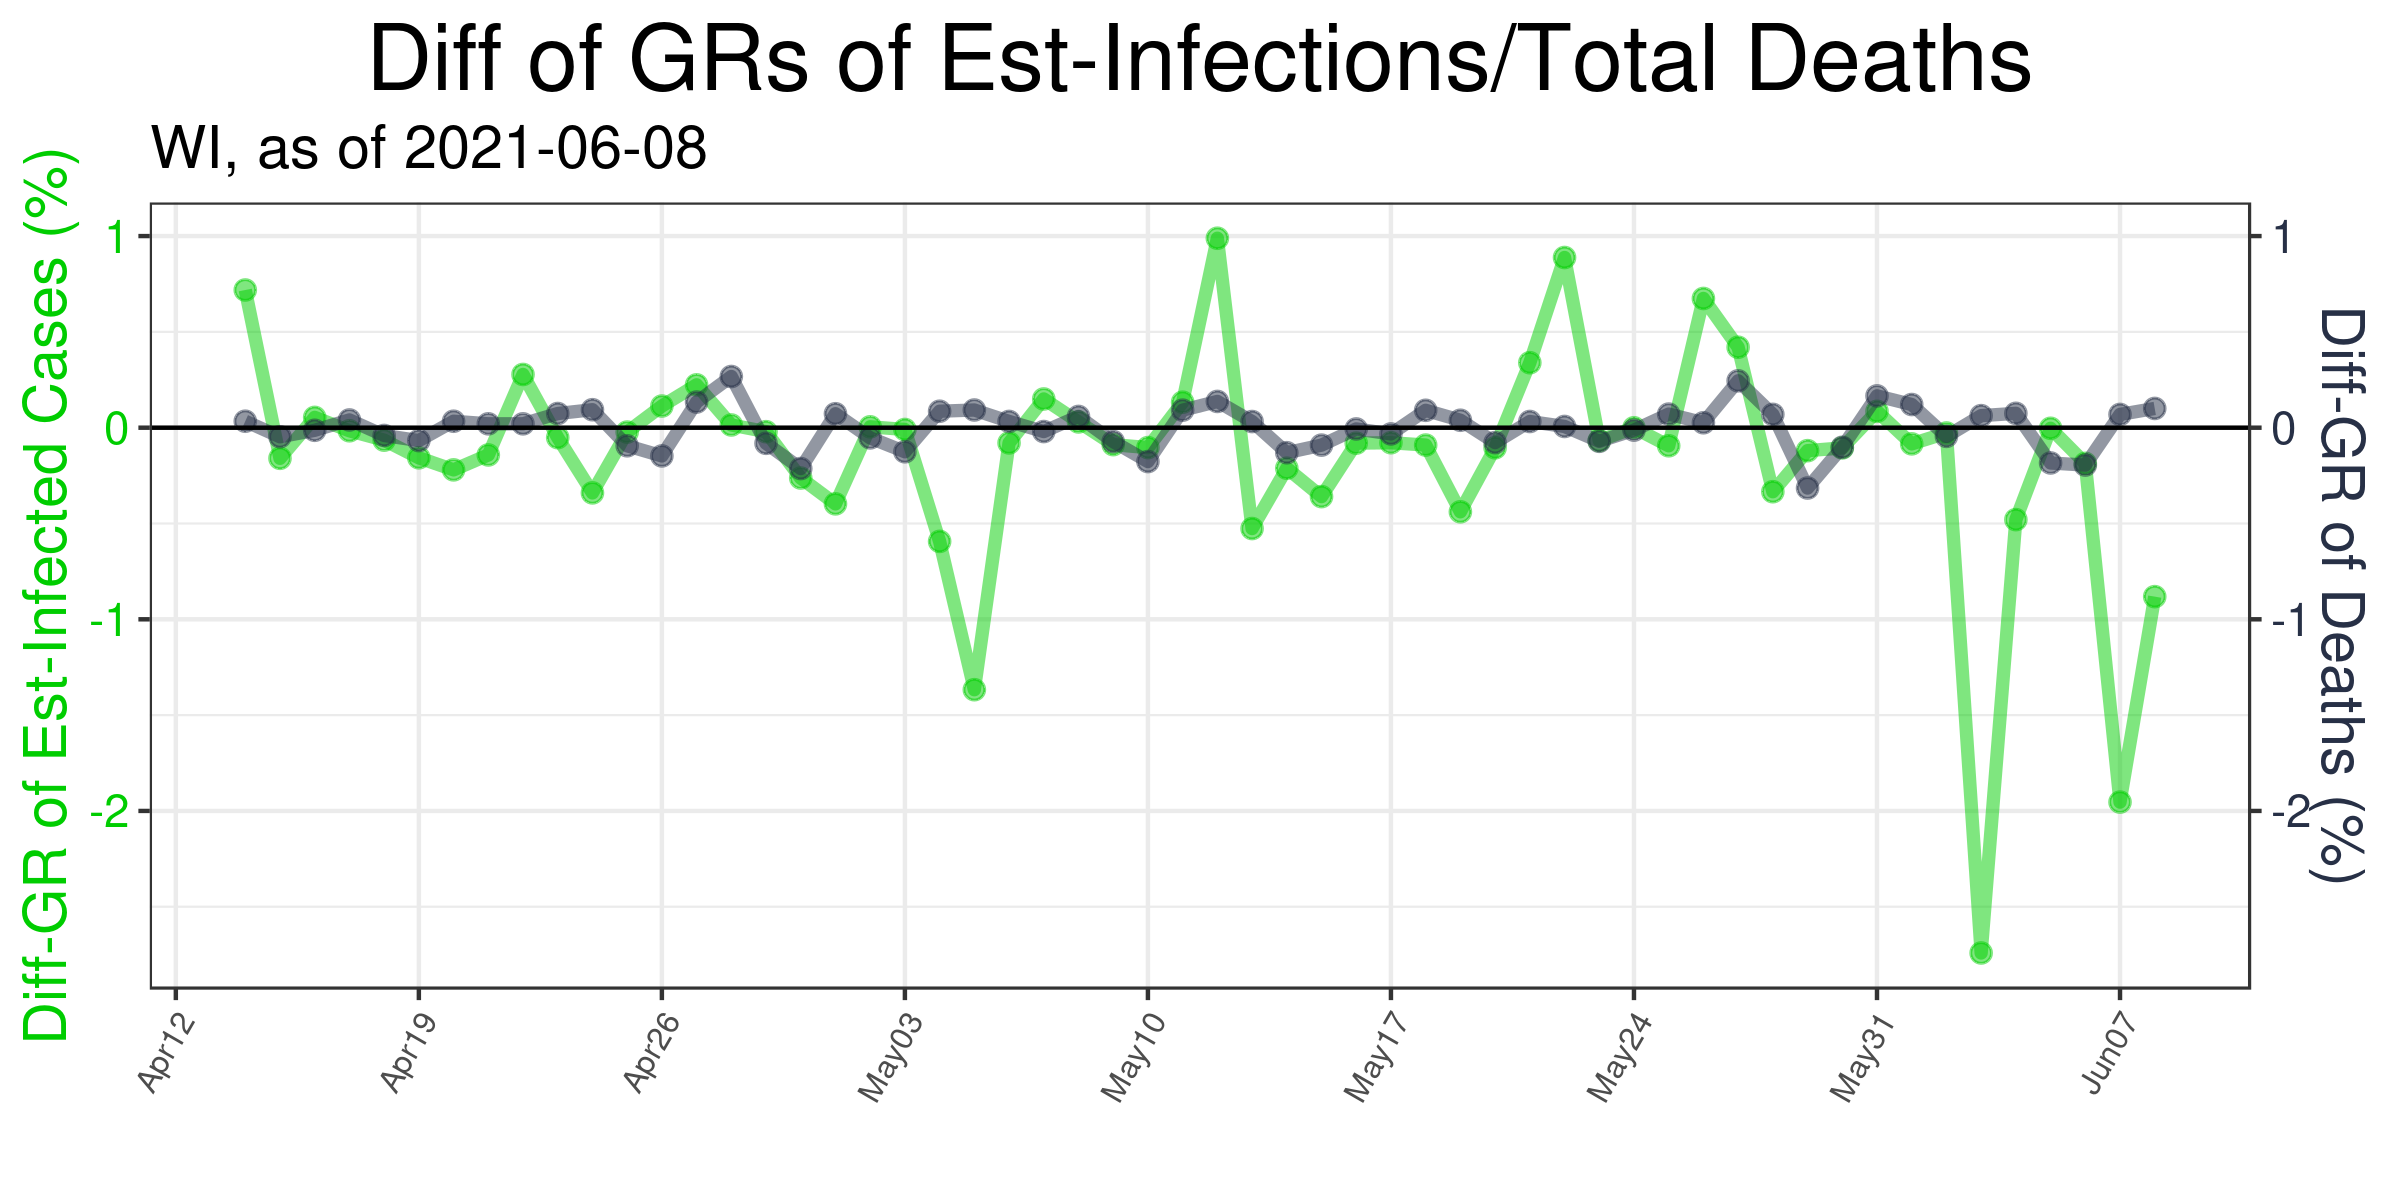 Diff of GRs of Est-Infections/Total Deaths
WI, as of 2021-06-08
Diff-GR of Est-Infected Cases (%)
1
0
-1
-2
1
0
-1
-2
Diff-GR of Deaths (%)
Apr12
Apr19
Apr26
May03
May10
May17
May24
May31
Jun07